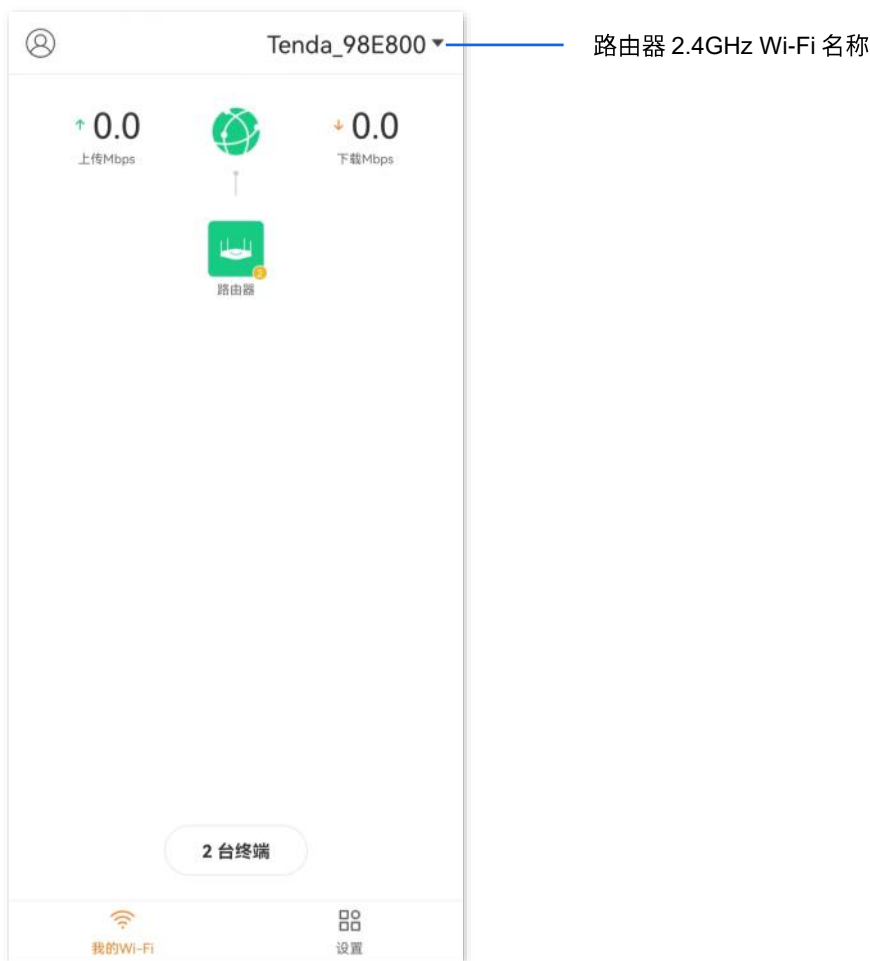 Tenda_98E800
路由器 2.4GHz Wi-Fi 名称
0.0
上传Mbps
0.0
下载Mbps
2
路由器
2 台终端
我的Wi-Fi
设置